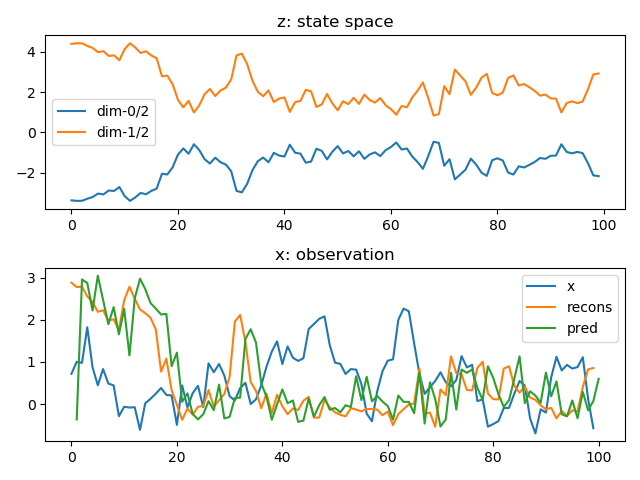 z: state space
4
2
0
−2
dim-0/2
dim-1/2
0 20 40 60 80 100
x: observation
3
2
1
0
x
recons
pred
0 20 40 60 80 100